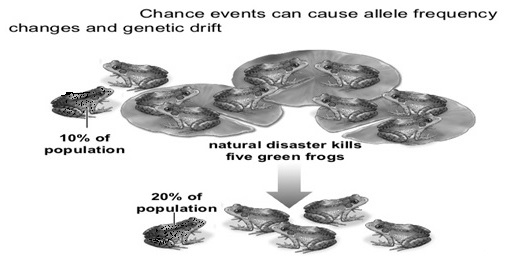 Chance events can cause allele frequency
changes and genetic drift
10% of
population
natural disaster kills
five green frogs
20% of
population